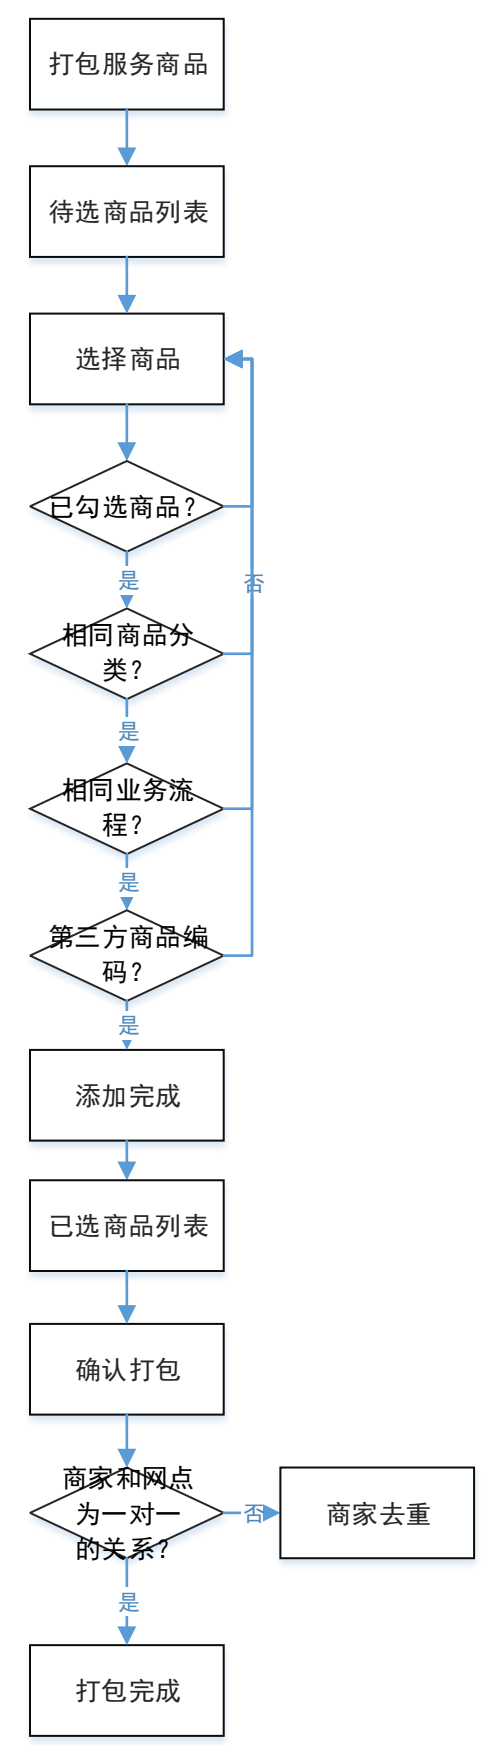 打包服务商品
待选商品列表
选择商品
已勾选商品？
是
否
相同商品分
类？
是
相同业务流
程？
是
第三方商品编
码？
是
添加完成
已选商品列表
确认打包
商家和网点
为一对一
的关系？
否
商家去重
是
打包完成